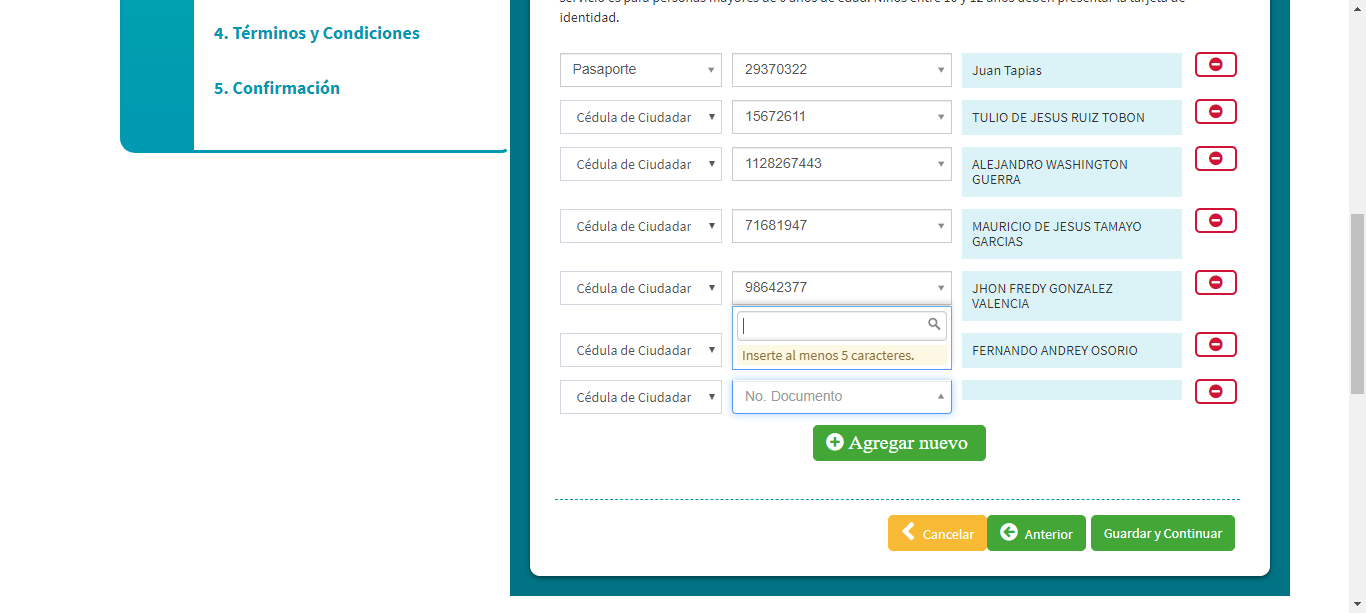 4. Términos y Condiciones
5. Confirmación
identidad.
Pasaporte 29370322 Juan Tapias
Cédula de Ciudadar 15672611 TULIO DE JESUS RUIZ TOBON
Cédula de Ciudadar 1128267443 ALEJANDRO WASHINGTON
GUERRA
Cédula de Ciudadar 71681947 MAURICIO DE JESUS TAMAYO
GARCIAS
Cédula de Ciudadar 98642377 JHON FREDY GONZALEZ
VALENCIA
Inserte al menos 5 caracteres.
Cédula de Ciudadar FERNANDO ANDREY OSORIO
Cédula de Ciudadar No. Documento
Agregar nuevo
Cancelar Anterior Guardar y Continuar